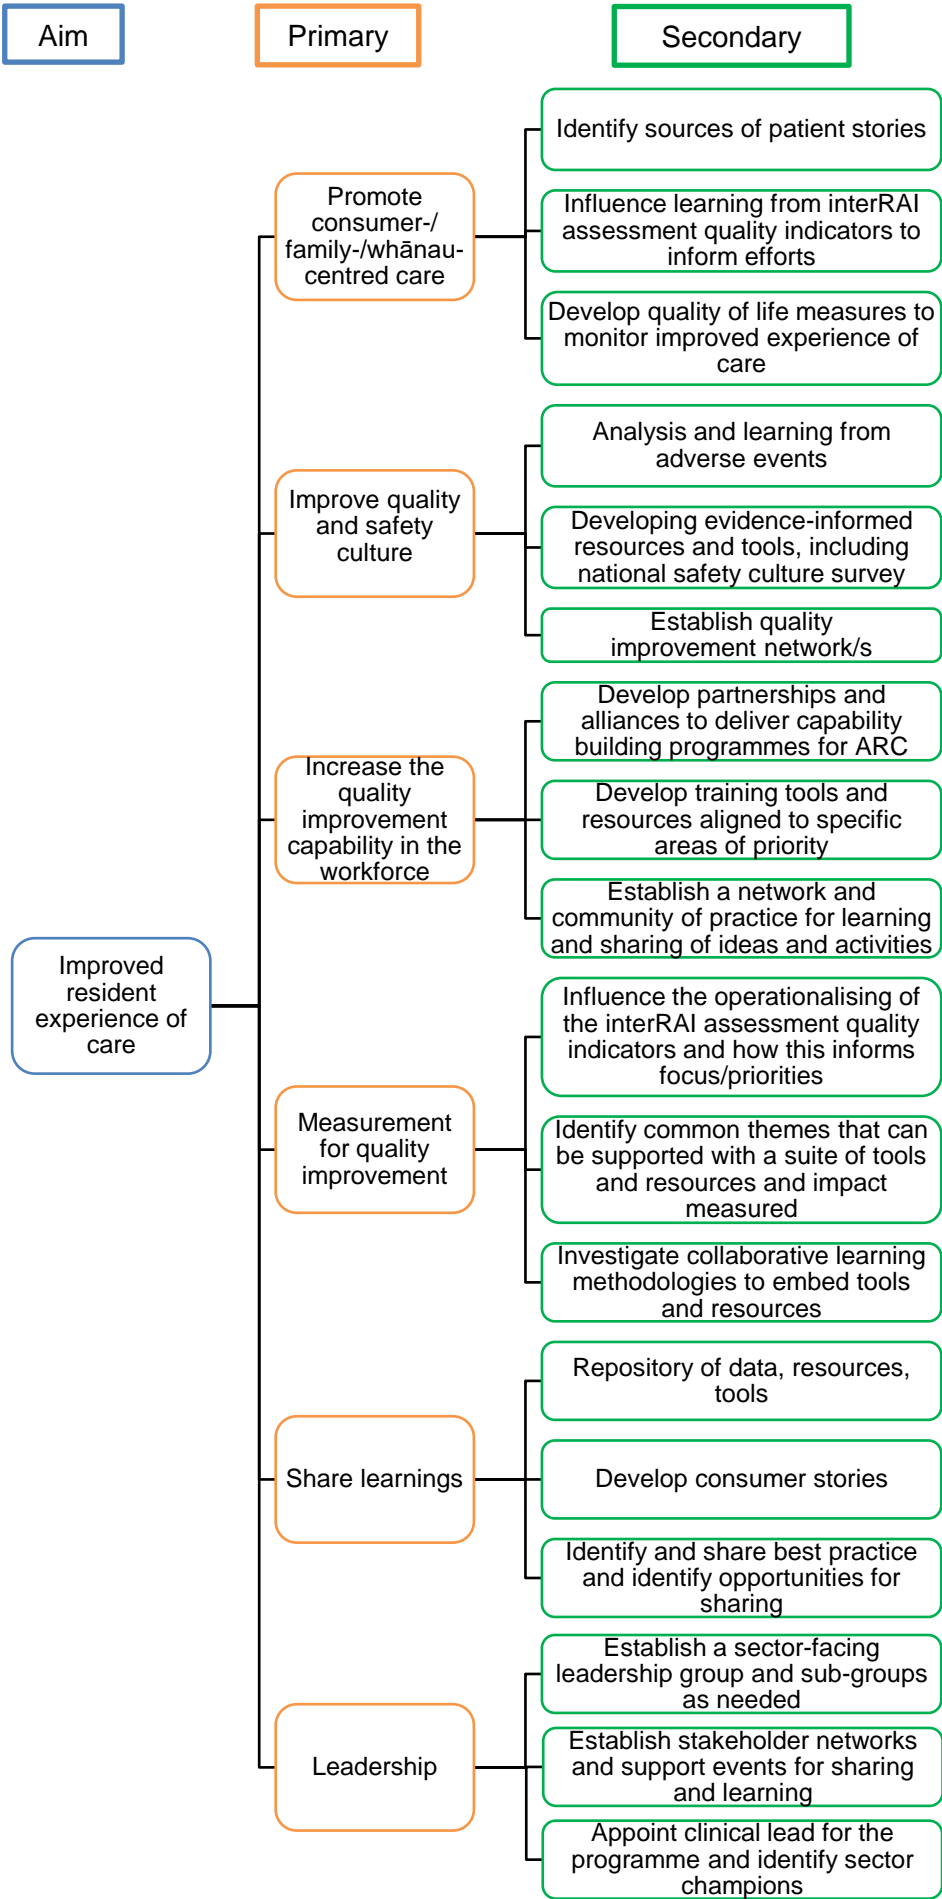 Aim
Primary
Secondary
Improved
resident
experience of
care
Promote
consumer-/
family-/whānau-
centred care
Identify sources of patient stories
Influence learning from interRAI
assessment quality indicators to
inform efforts
Develop quality of life measures to
monitor improved experience of
care
Improve quality
and safety
culture
Analysis and learning from
adverse events
Developing evidence-informed
resources and tools, including
national safety culture survey
Establish quality
improvement network/s
Increase the
quality
improvement
capability in the
workforce
Develop partnerships and
alliances to deliver capability
building programmes for ARC
Develop training tools and
resources aligned to specific
areas of priority
Establish a network and
community of practice for learning
and sharing of ideas and activities
Measurement
for quality
improvement
Influence the operationalising of
the interRAI assessment quality
indicators and how this informs
focus/priorities
Identify common themes that can
be supported with a suite of tools
and resources and impact
measured
Investigate collaborative learning
methodologies to embed tools
and resources
Share learnings
Repository of data, resources,
tools
Develop consumer stories
Identify and share best practice
and identify opportunities for
sharing
Leadership
Establish a sector-facing
leadership group and sub-groups
as needed
Establish stakeholder networks
and support events for sharing
and learning
Appoint clinical lead for the
programme and identify sector
champions